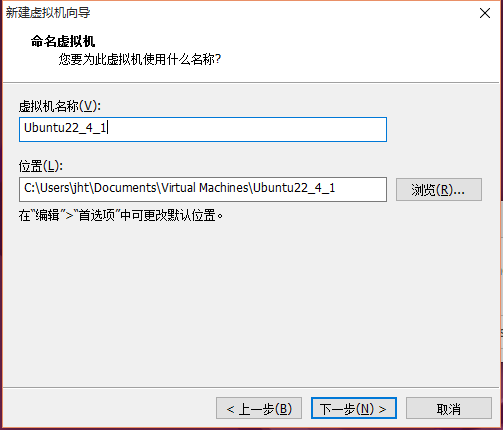 新建虚拟机向导
命名虚拟机
您要为此虚拟机使用什么名称?
虚拟机名称(V):
Ubuntu22_4_1
位置(L):
C:\Users\jht\Documents\Virtual Machines\Ubuntu22_4_1
浏览(R)...
在“编辑”>“首选项”中可更改默认位置。
< 上一步(B)
下一步(N) >
取消